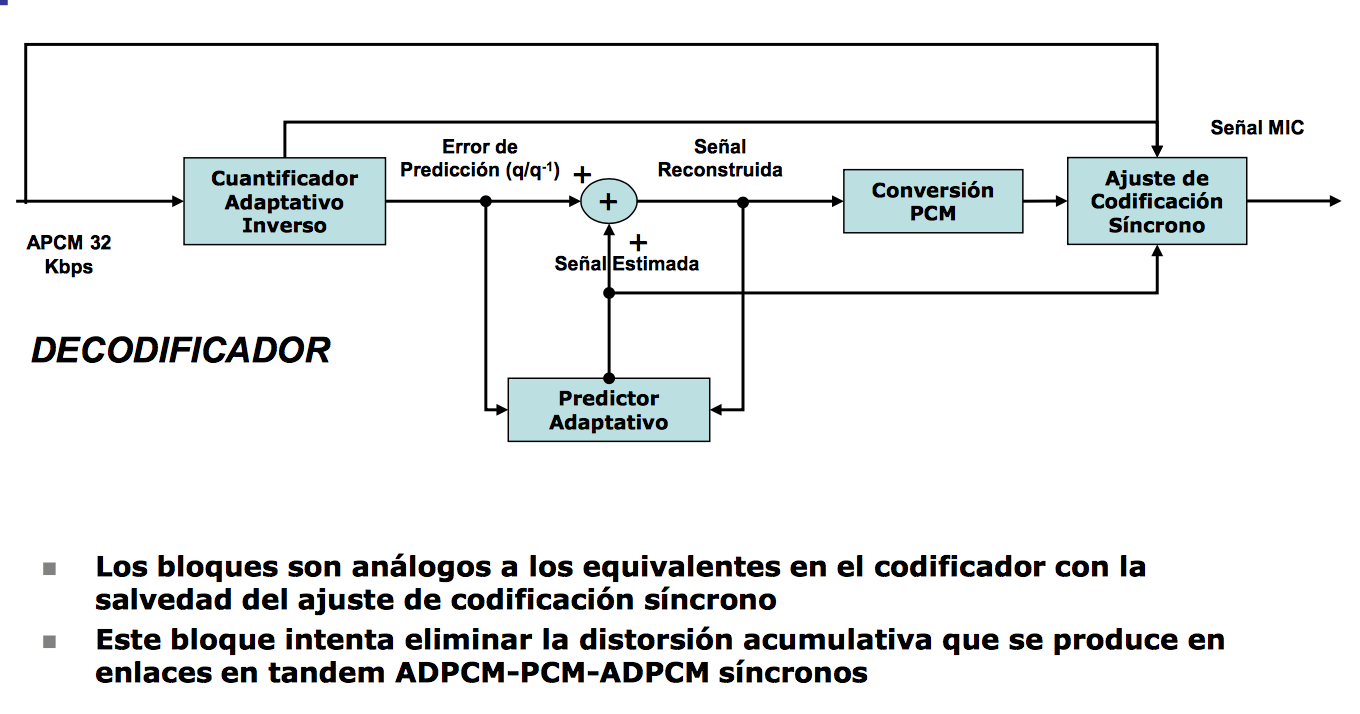 Señal MIC
Error de
Predicción (q/q-1)
+
Señal
Reconstruida
Cuantificador
Adaptativo
Inverso
+
Conversión
PCM
Ajuste de
Codificación
Síncrono
APCM 32
Kbps
+
Señal Estimada
DECODIFICADOR
Predictor
Adaptativo
Los bloques son análogos a los equivalentes en el codificador con la
salvedad del ajuste de codificación síncrono
Este bloque intenta eliminar la distorsión acumulativa que se produce en
enlaces en tandem ADPCM-PCM-ADPCM síncronos